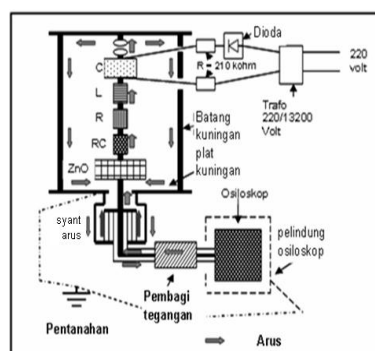 Dioda
C
R = 210 kohm
220
volt
L
Trafo
220/13200
Volt
R
Batang
kuningan
RC
plat
kuningan
ZnO
Osiloskop
syant
arus
pelindung
osiloskop
Pembagi
tegangan
Pentanahan
Arus